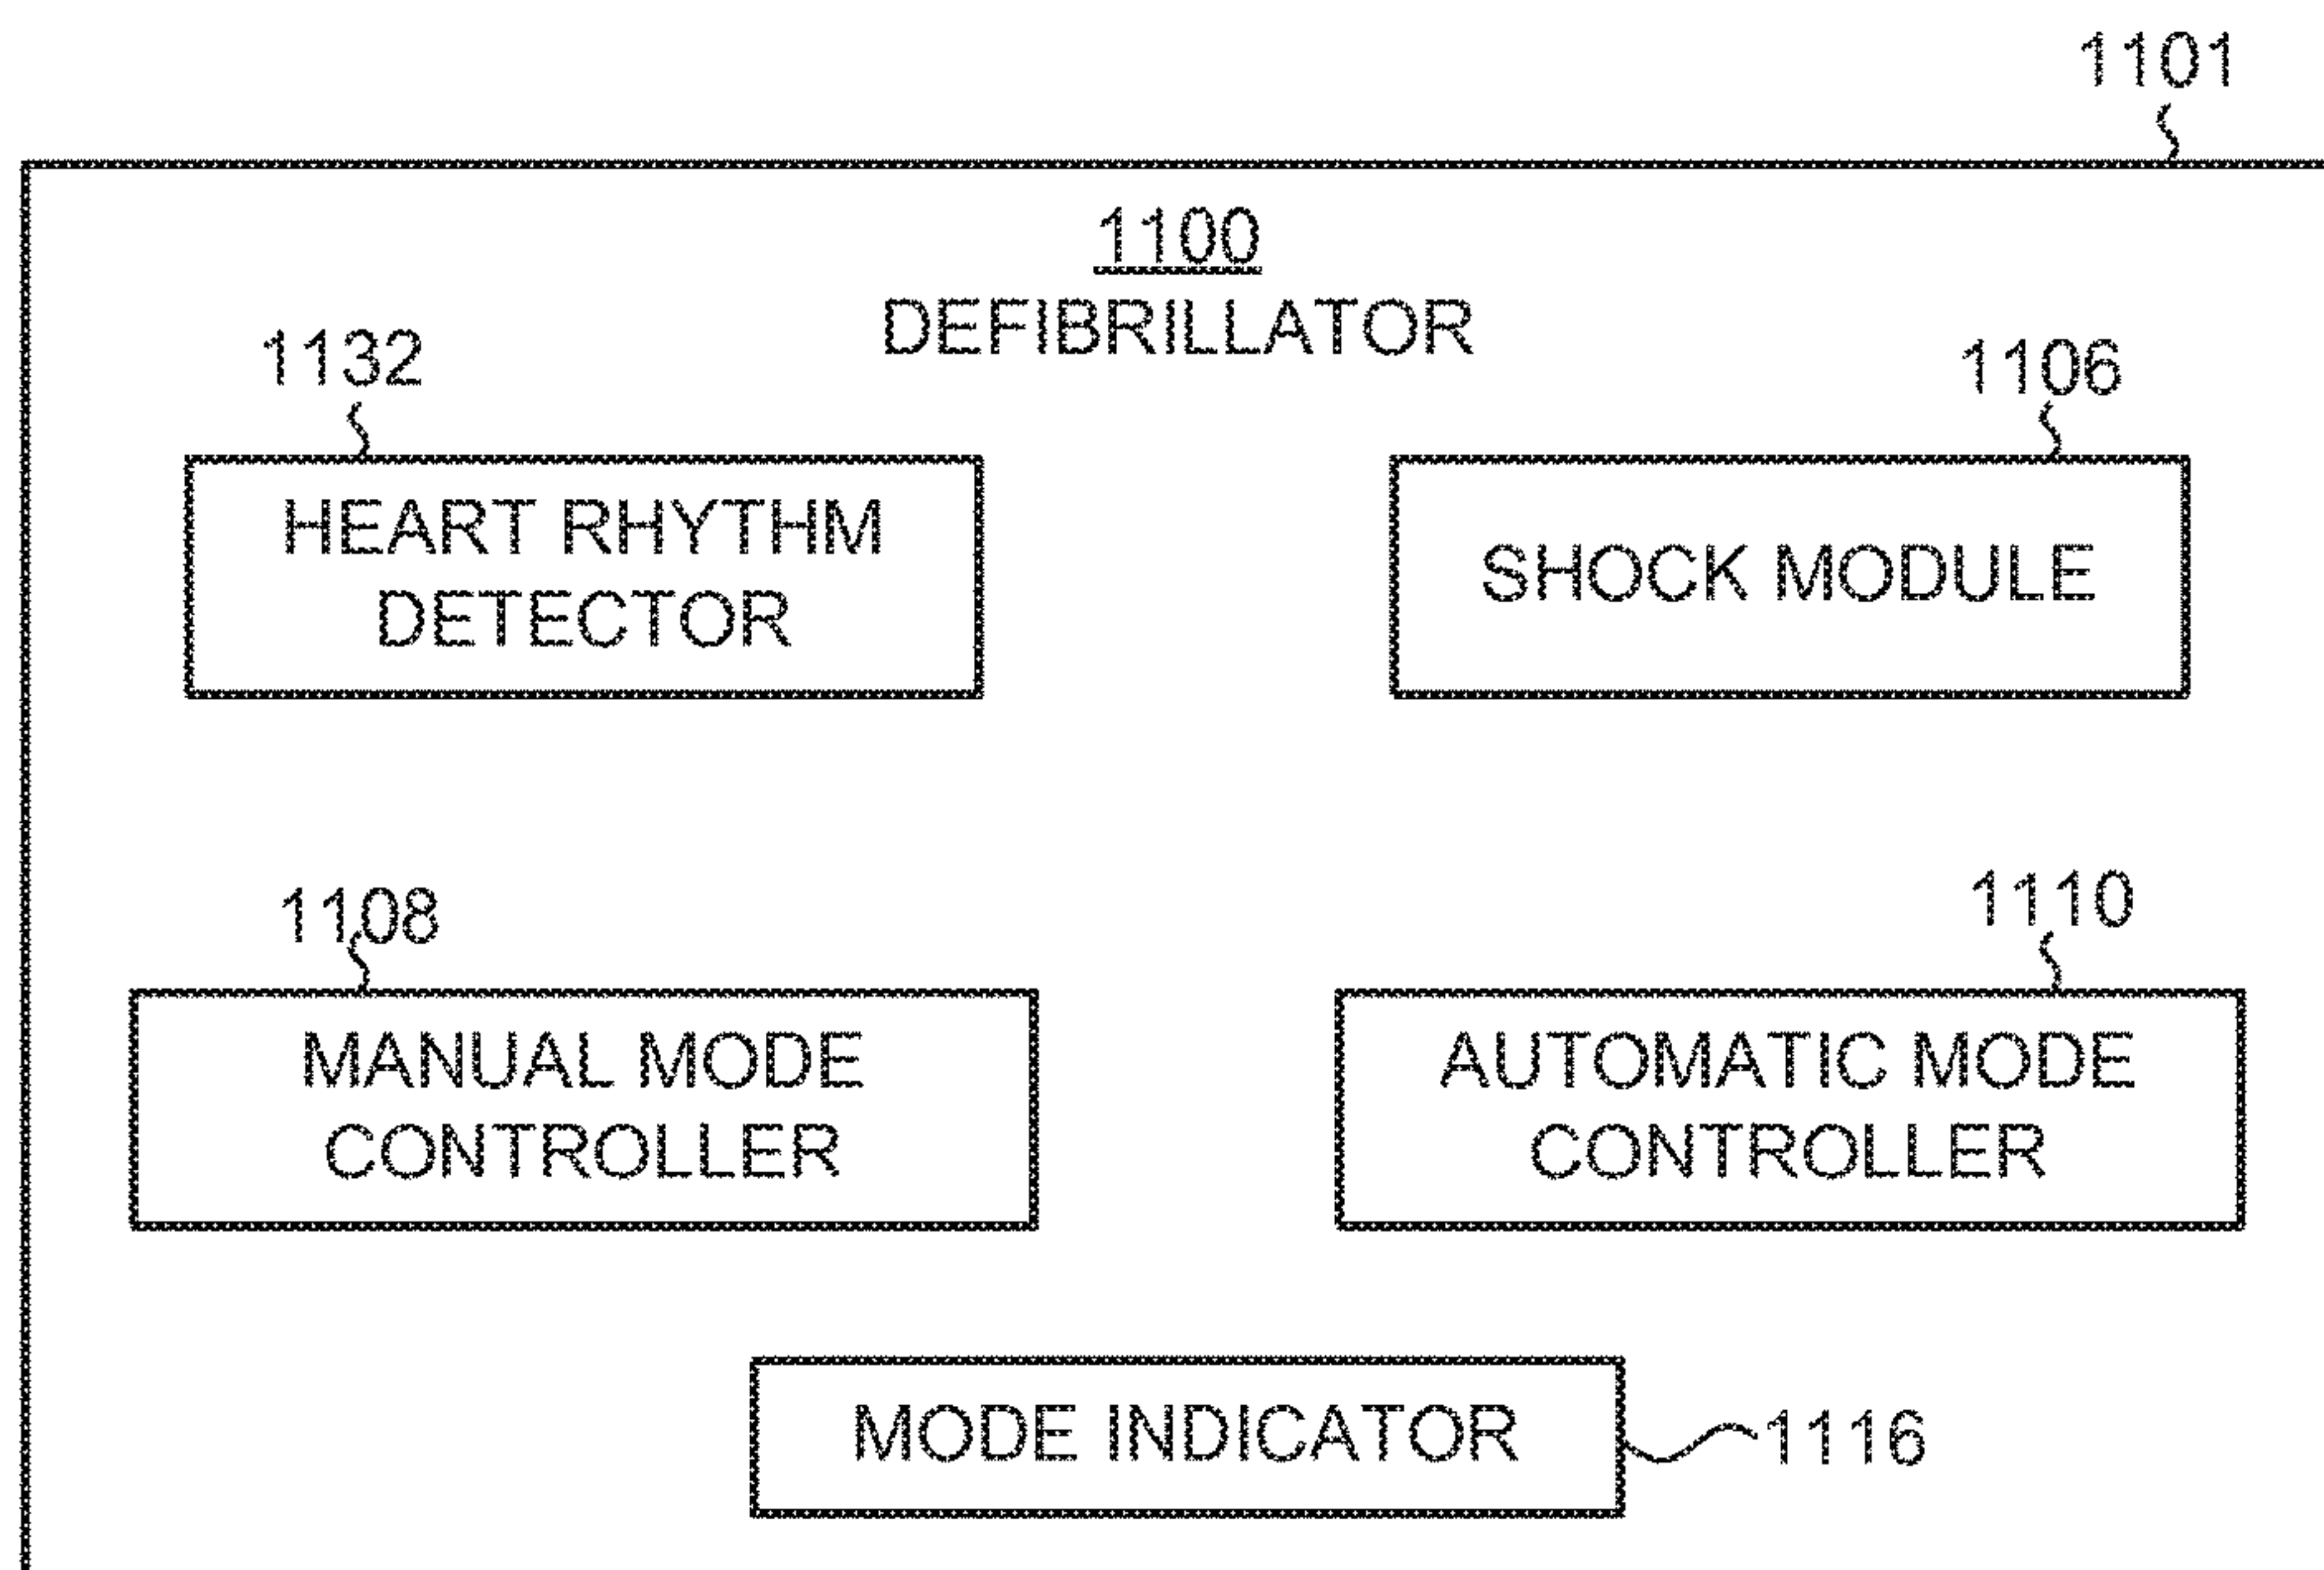 1101
1100
DEFIBRILLATOR
1132
1106
HEART RHYTHM
DETECTOR
SHOCK MODULE
1108
1110
MANUAL MODE
CONTROLLER
AUTOMATIC MODE
CONTROLLER
MODE INDICATOR
1116